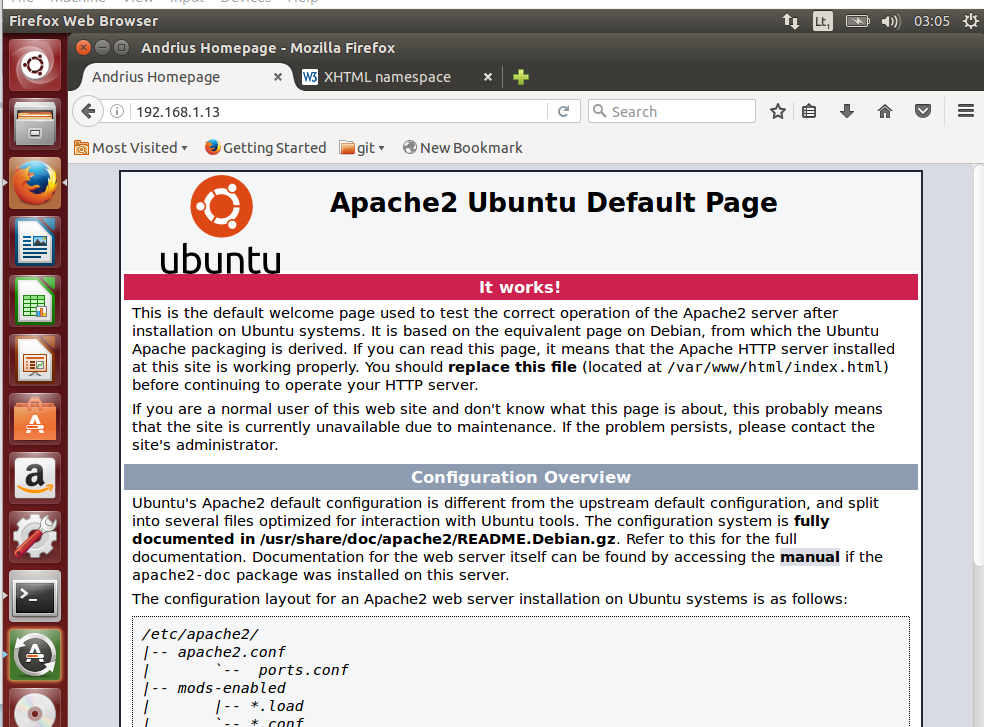 Firefox Web Browser
Lt1
03:05
Andrius Homepage - Mozilla Firefox
Andrius Homepage
W3 XHTML namespace
192.168.1.13
Search
Most Visited
Getting Started
git
New Bookmark
ubuntu
Apache2 Ubuntu Default Page
It works!
This is the default welcome page used to test the correct operation of the Apache2 server after
installation on Ubuntu systems. It is based on the equivalent page on Debian, from which the Ubuntu
Apache packaging is derived. If you can read this page, it means that the Apache HTTP server installed
at this site is working properly. You should replace this file (located at /var/www/html/index.html)
before continuing to operate your HTTP server.
If you are a normal user of this web site and don't know what this page is about, this probably means
that the site is currently unavailable due to maintenance. If the problem persists, please contact the
site's administrator.
Configuration Overview
Ubuntu's Apache2 default configuration is different from the upstream default configuration, and split
into several files optimized for interaction with Ubuntu tools. The configuration system is fully
documented in /usr/share/doc/apache2/README.Debian.gz. Refer to this for the full
documentation. Documentation for the web server itself can be found by accessing the manual if the
apache2-doc package was installed on this server.
The configuration layout for an Apache2 web server installation on Ubuntu systems is as follows:
/etc/apache2/
|-- apache2.conf
|       `--  ports.conf
|-- mods-enabled
|       |-- *.load
|       `-- *.conf